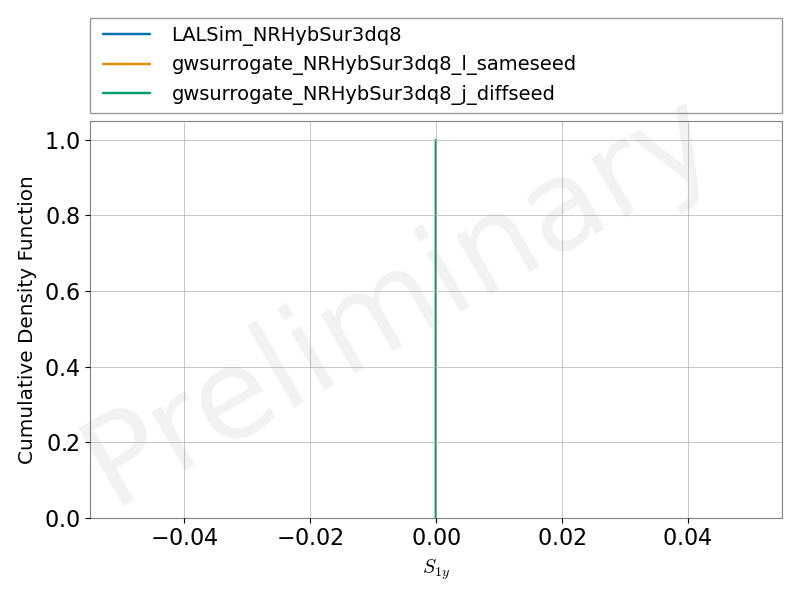 LALSim_NRHybSur3dq8
gwsurrogate_NRHybSur3dq8_l_sameseed
gwsurrogate_NRHybSur3dq8_j_diffseed
Preliminary
Cumulative Density Function
1.0
0.8
0.6
0.4
0.2
0.0
−0.04 −0.02 0.00 0.02 0.04
S1y